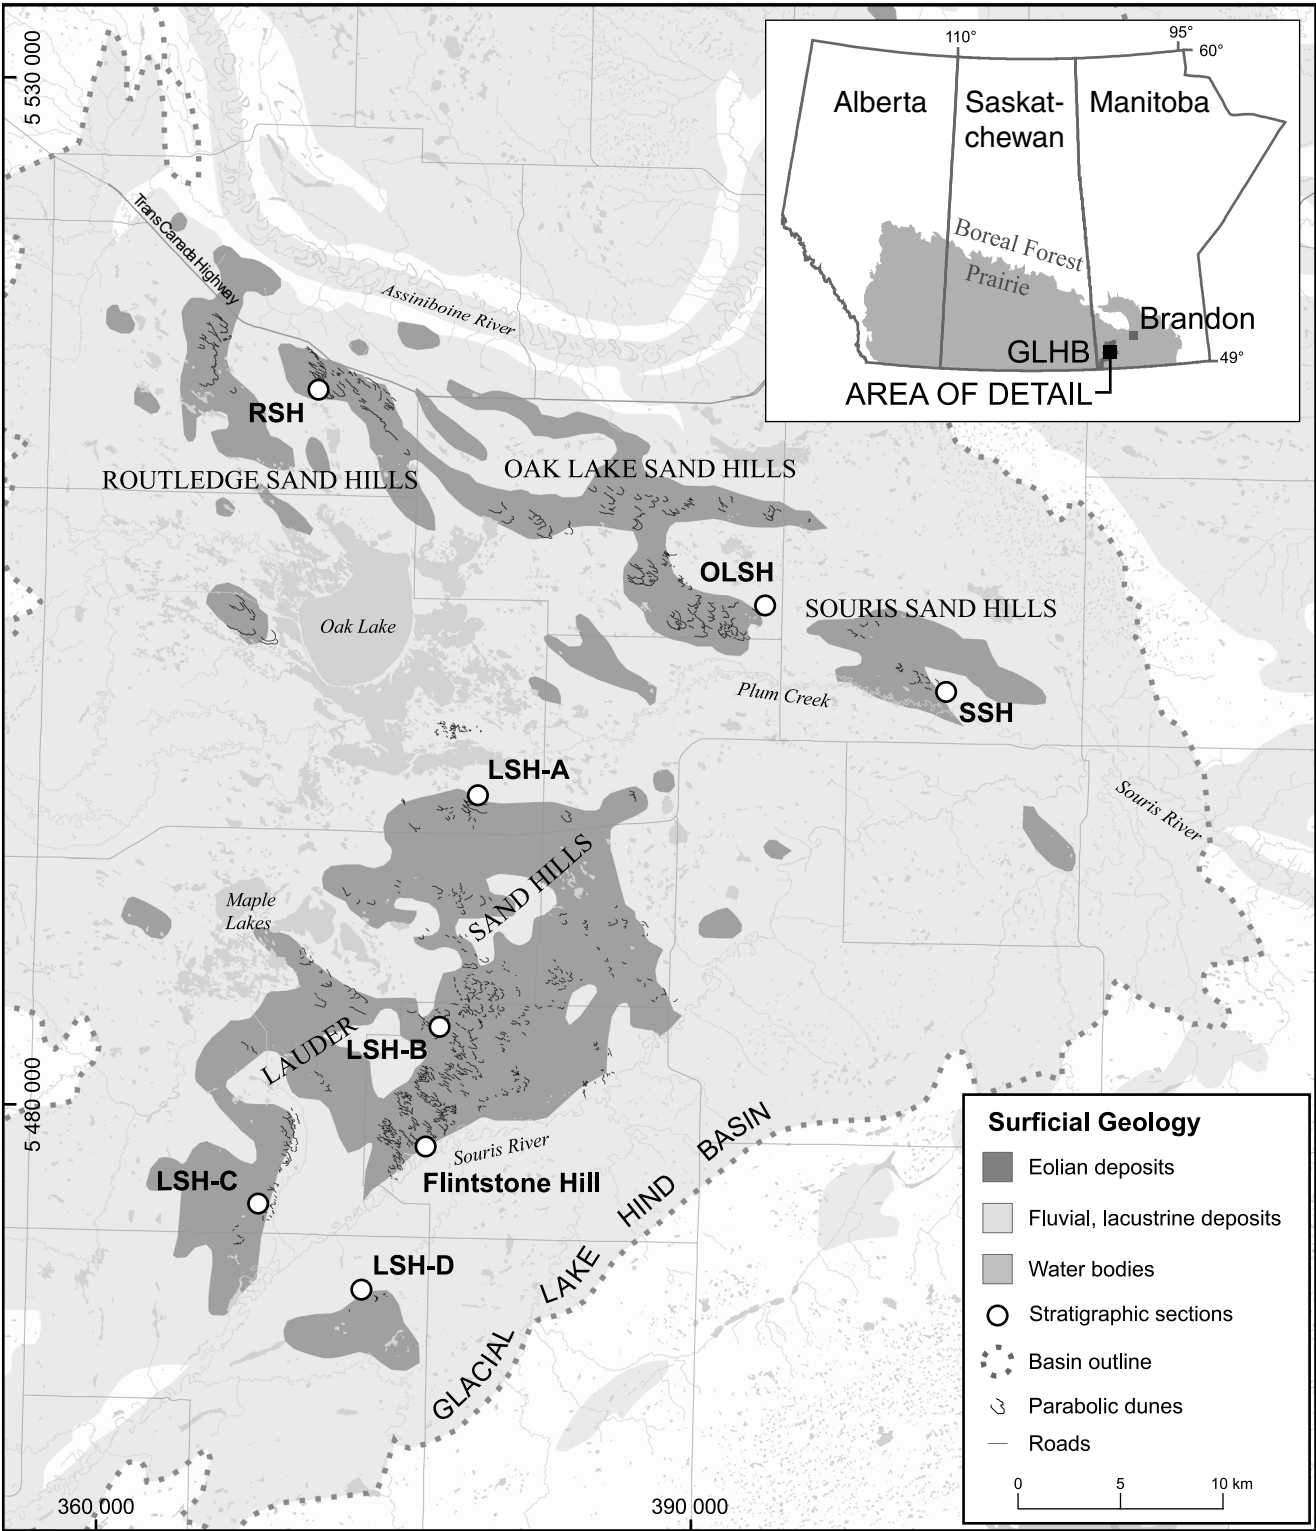 5 530 000
110°
95°
60°
Alberta
Saskat-
chewan
Manitoba
Boreal Forest
Prairie
Brandon
GLHB
49°
AREA OF DETAIL
Trans Canada Highway
Assiniboine River
RSH
ROUTLEDGE SAND HILLS
OAK LAKE SAND HILLS
OLSH
SOURIS SAND HILLS
Oak Lake
Plum Creek
SSH
LSH-A
Souris River
SAND HILLS
Maple
Lakes
LAUDER
LSH-B
5 480 000
Souris River
LSH-C
Flintstone Hill
LSH-D
GLACIAL LAKE HIND BASIN
Surficial Geology
Eolian deposits
Fluvial, lacustrine deposits
Water bodies
Stratigraphic sections
Basin outline
Parabolic dunes
Roads
0 5 10 km
360 000
390 000